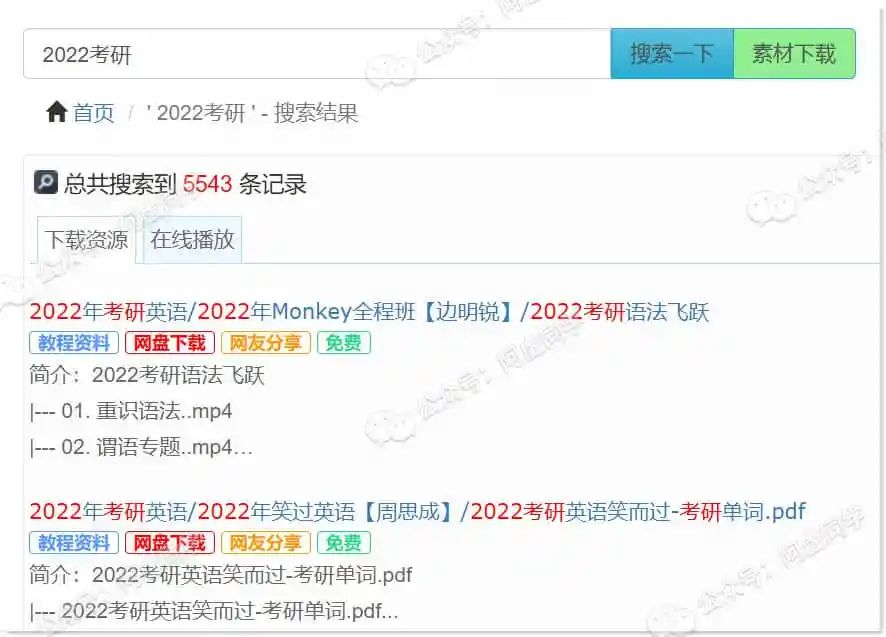 2022考研 搜索一下 素材下载
首页 / ' 2022考研 ' - 搜索结果
总共搜索到 5543 条记录
下载资源 在线播放
2022年考研英语/2022年Monkey全程班【边明锐】/2022考研语法飞跃
教程资料 网盘下载 网友分享 免费
简介：2022考研语法飞跃
|--- 01. 重识语法..mp4
|--- 02. 谓语专题..mp4...
2022年考研英语/2022年笑过英语【周思成】/2022考研英语笑而过-考研单词.pdf
教程资料 网盘下载 网友分享 免费
简介：2022考研英语笑而过-考研单词.pdf
|--- 2022考研英语笑而过-考研单词.pdf...